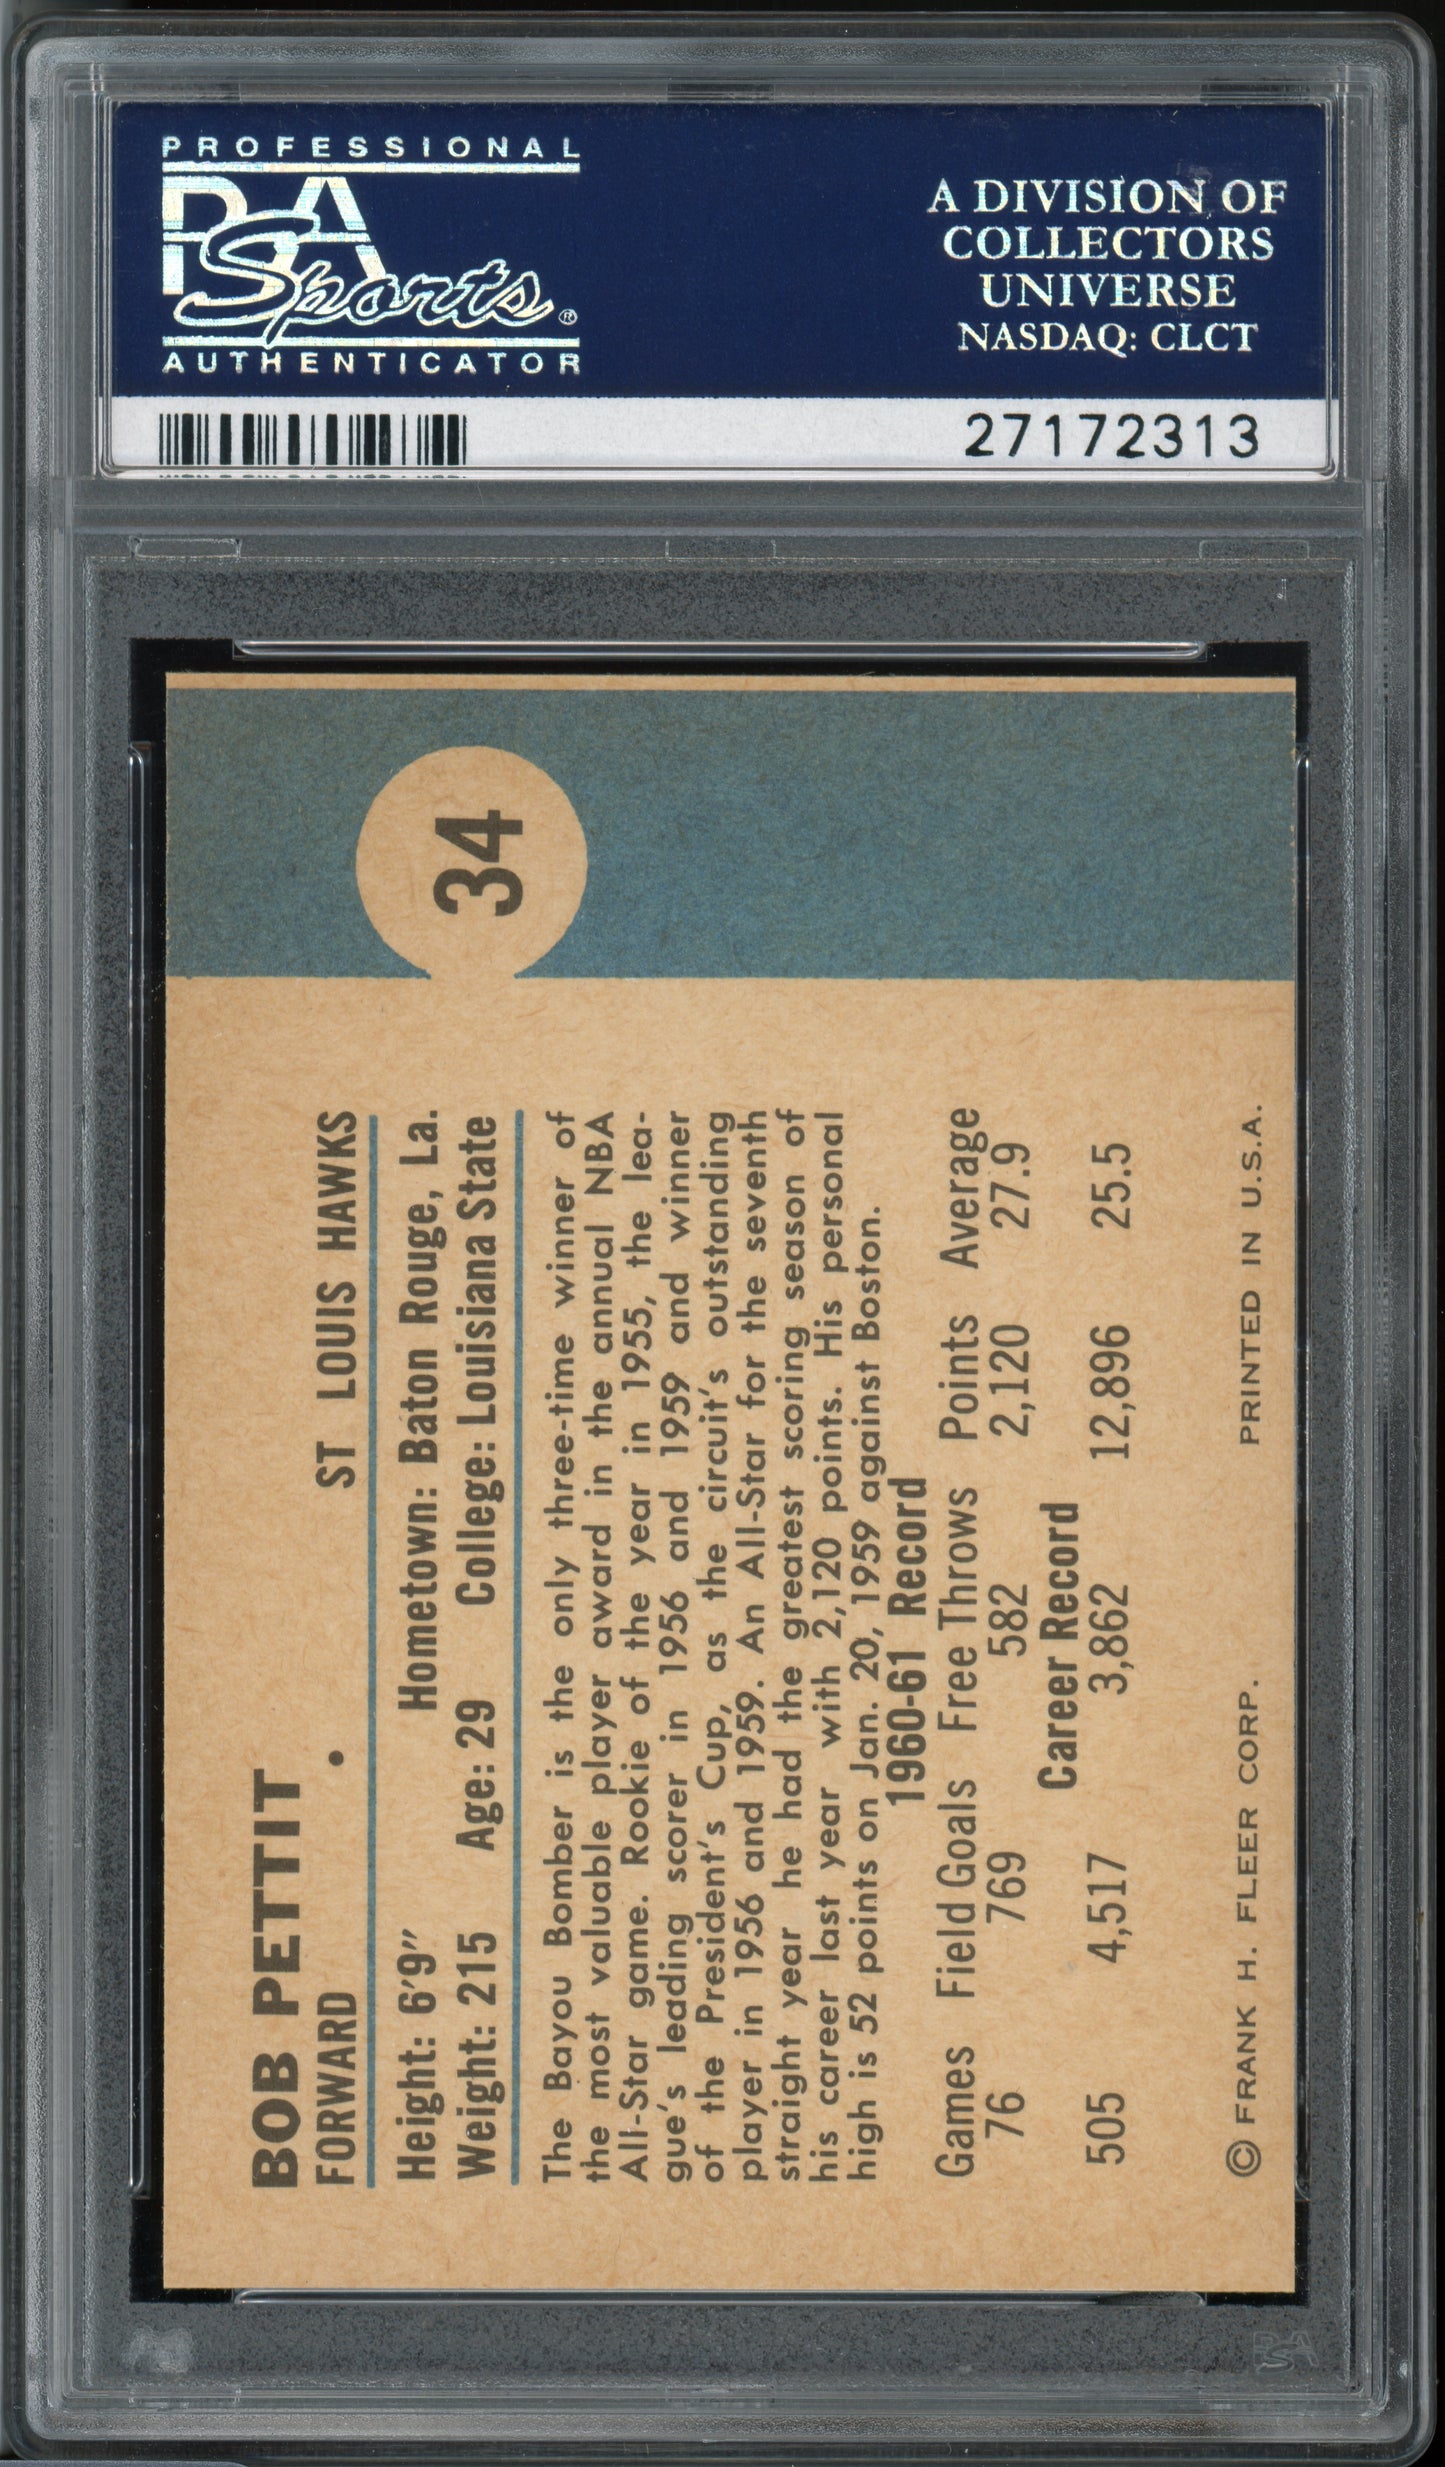 PROFESSIONAL
PSA
Sports®
AUTHENTICATOR
A DIVISION OF
COLLECTORS
UNIVERSE
NASDAQ: CLCT
27172313
34
BOB PETTIT
FORWARD • ST LOUIS HAWKS
Height: 6'9" Hometown: Baton Rouge, La.
Weight: 215 Age: 29 College: Louisiana State
The Bayou Bomber is the only three-time winner of
the most valuable player award in the annual NBA
All-Star game. Rookie of the year in 1955, the lea-
gue's leading scorer in 1956 and 1959 and winner
of the President's Cup, as the circuit's outstanding
player in 1956 and 1959. An All-Star for the seventh
straight year he had the greatest scoring season of
his career last year with 2,120 points. His personal
high is 52 points on Jan. 20, 1959 against Boston.
1960-61 Record
Games Field Goals Free Throws Points Average
76 769 582 2,120 27.9
Career Record
505 4,517 3,862 12,896 25.5
© FRANK H. FLEER CORP. PRINTED IN U.S.A.
PSA